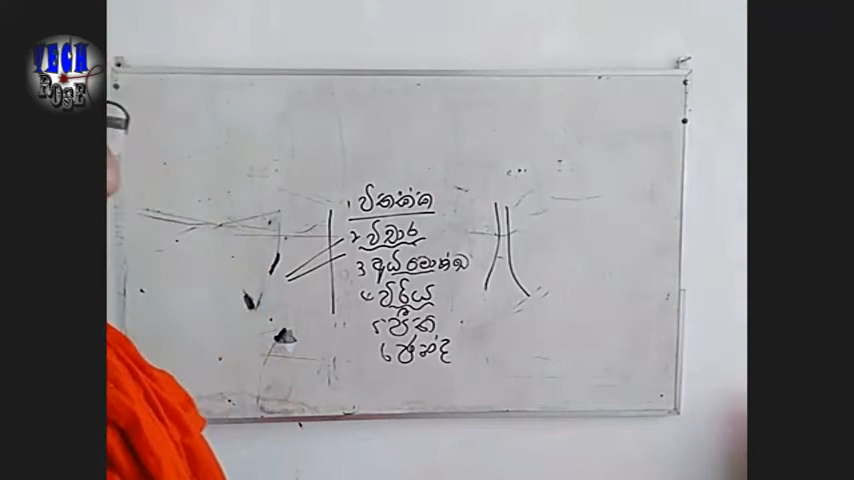 TECH
ROSE
1 විතක්ක
2 විචාර
3 අධිමොක්ඛ
4 විරිය
5 පීති
6 ඡන්ද